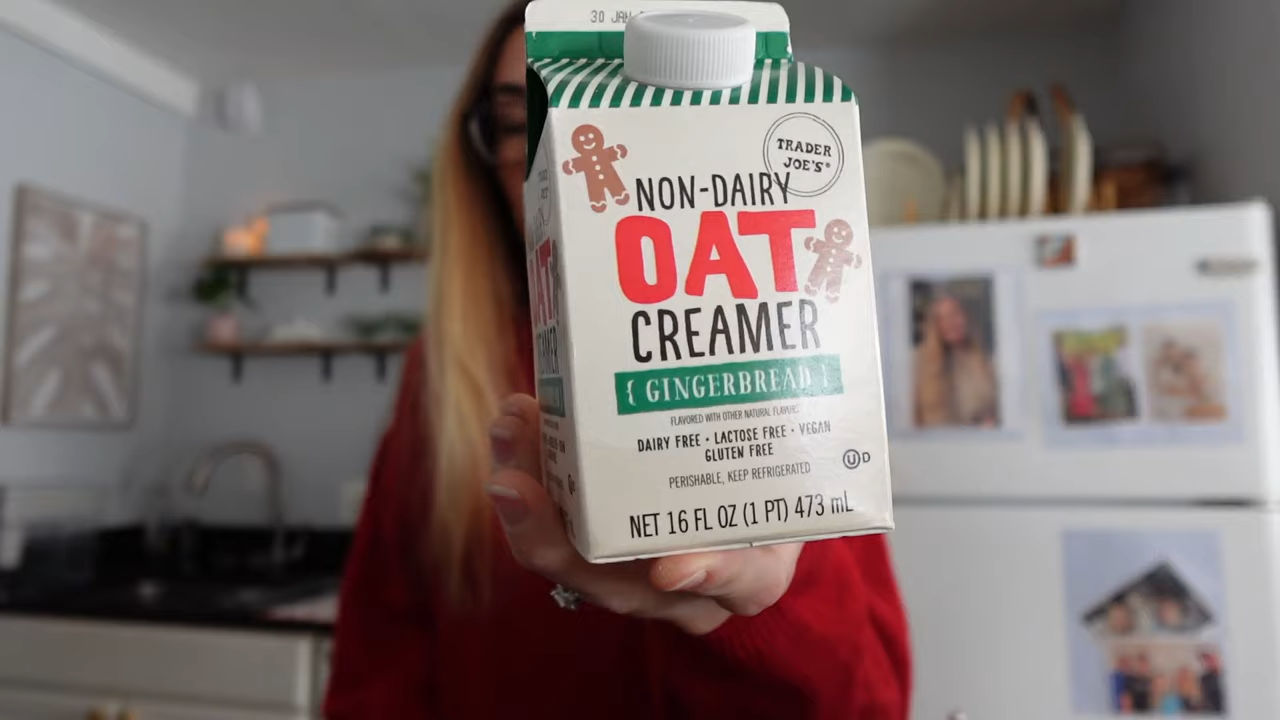 30 JAN
TRADER
JOE'S®
NON-DAIRY
OAT
CREAMER
{ GINGERBREAD }
FLAVORED WITH OTHER NATURAL FLAVORS
DAIRY FREE • LACTOSE FREE • VEGAN
GLUTEN FREE
PERISHABLE, KEEP REFRIGERATED
U D
NET 16 FL OZ (1 PT) 473 mL